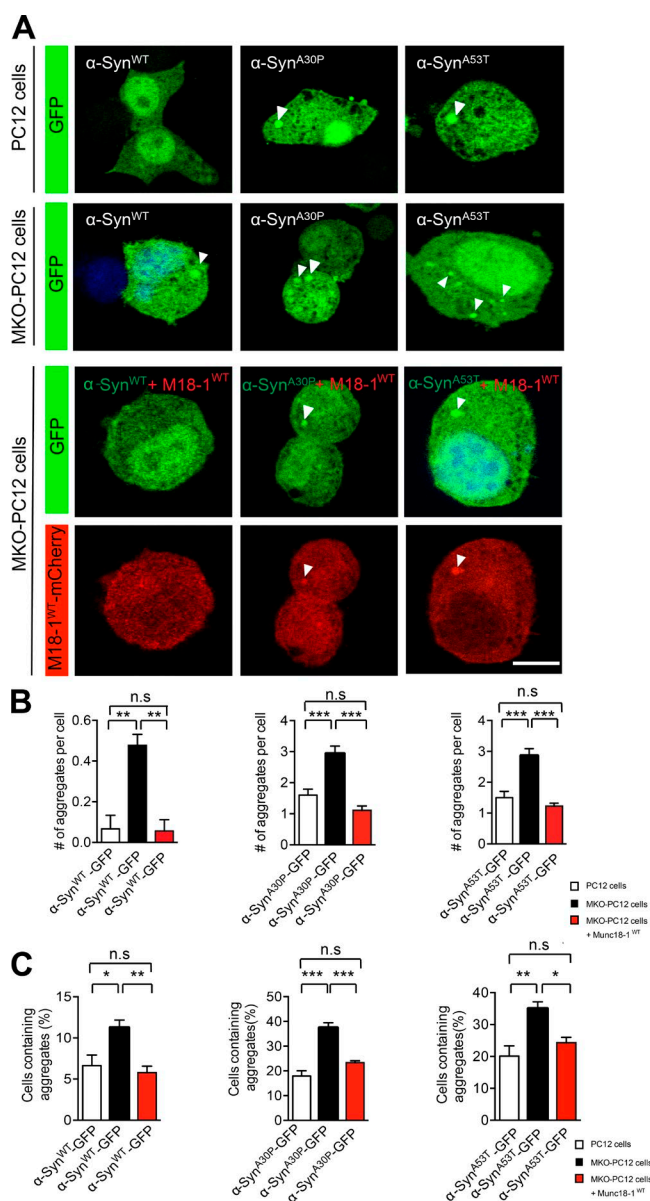 A
PC12 cells
GFP
α-Syn^WT
α-Syn^A30P
α-Syn^A53T
MKO-PC12 cells
GFP
α-Syn^WT
α-Syn^A30P
α-Syn^A53T
MKO-PC12 cells
GFP
α-Syn^WT + M18-1^WT
α-Syn^A30P + M18-1^WT
α-Syn^A53T + M18-1^WT
M18-1^WT-mCherry
B
# of aggregates per cell
0.6
0.4
0.2
0.0
n.s
** **
α-Syn^WT-GFP
α-Syn^WT-GFP
α-Syn^WT-GFP
# of aggregates per cell
4
3
2
1
0
n.s
*** ***
α-Syn^A30P-GFP
α-Syn^A30P-GFP
α-Syn^A30P-GFP
# of aggregates per cell
4
3
2
1
0
n.s
*** ***
α-Syn^A53T-GFP
α-Syn^A53T-GFP
α-Syn^A53T-GFP
PC12 cells
MKO-PC12 cells
MKO-PC12 cells
+ Munc18-1^WT
C
Cells containing
aggregates (%)
15
10
5
0
n.s
* **
α-Syn^WT-GFP
α-Syn^WT-GFP
α-Syn^WT-GFP
Cells containing
aggregates(%)
50
40
30
20
10
0
n.s
*** ***
α-Syn^A30P-GFP
α-Syn^A30P-GFP
α-Syn^A30P-GFP
Cells containing
aggregates(%)
40
30
20
10
0
n.s
** *
α-Syn^A53T-GFP
α-Syn^A53T-GFP
α-Syn^A53T-GFP
PC12 cells
MKO-PC12 cells
MKO-PC12 cells
+ Munc18-1^WT